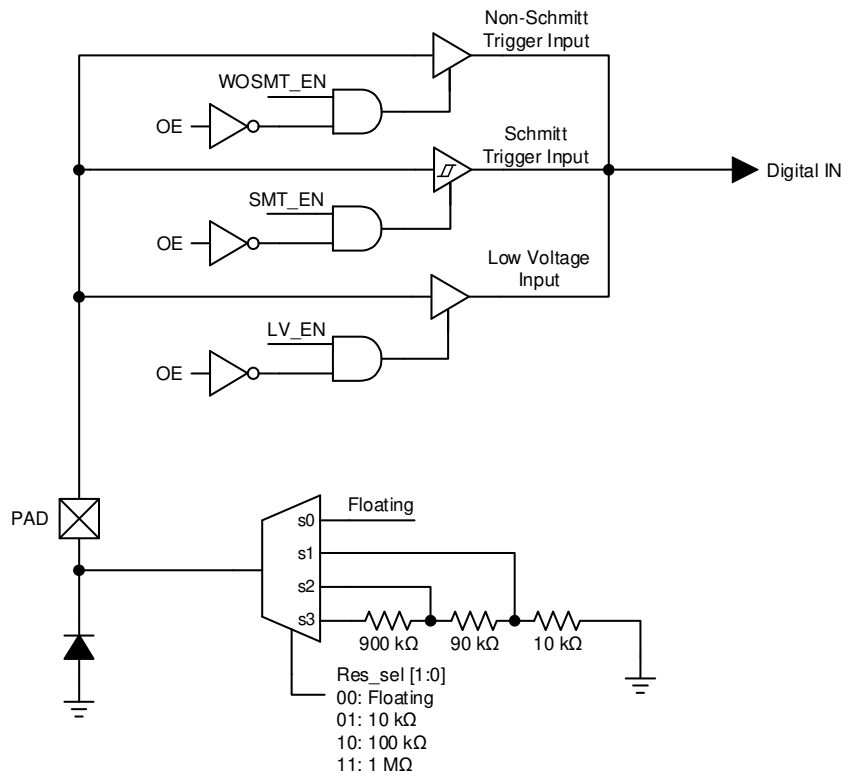 Non-Schmitt
Trigger Input
WOSMT_EN
OE
Schmitt
Trigger Input
Digital IN
SMT_EN
OE
Low Voltage
Input
LV_EN
OE
PAD
Floating
s0
s1
s2
s3
900 kΩ
90 kΩ
10 kΩ
Res_sel [1:0]
00: Floating
01: 10 kΩ
10: 100 kΩ
11: 1 MΩ